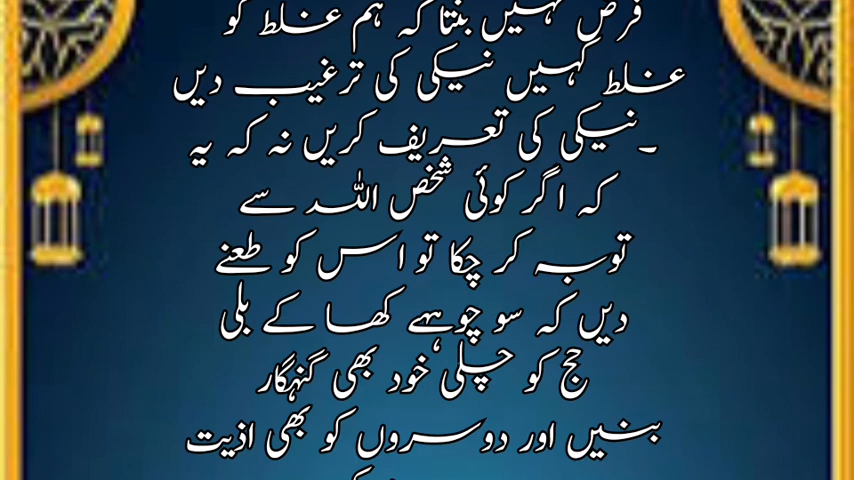 فرض نہیں بنتا کہ ہم غلط کو
غلط کہیں نیکی کی ترغیب دیں
۔نیکی کی تعریف کریں نہ کہ یہ
کہ اگر کوئی شخص اللہ سے
توبہ کر چکا تو اس کو طعنے
دیں کہ سو چوہے کھا کے بلی
حج کو چلی٬ خود بھی گنہگار
بنیں اور دوسروں کو بھی اذیت